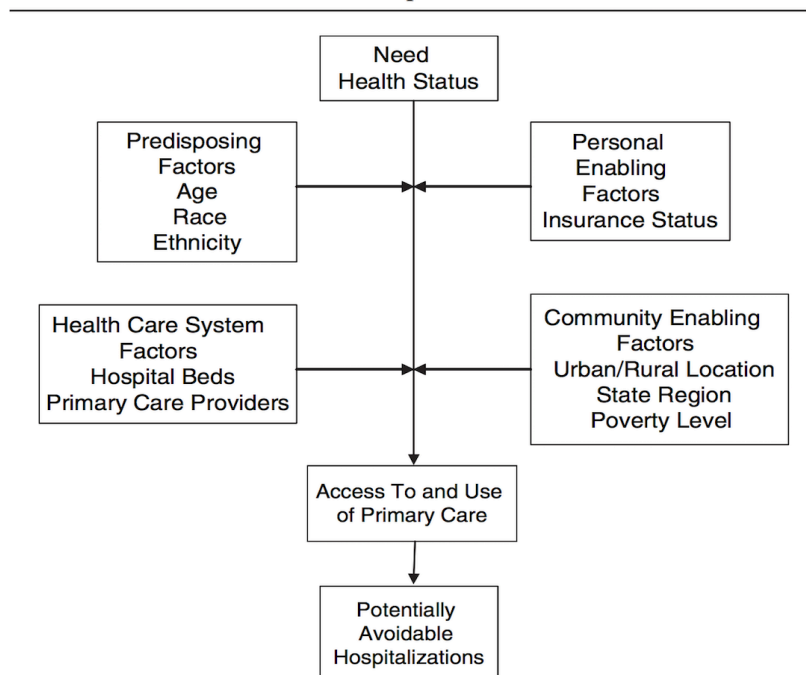 Need
Health Status
Predisposing
Factors
Age
Race
Ethnicity
Personal
Enabling
Factors
Insurance Status
Health Care System
Factors
Hospital Beds
Primary Care Providers
Community Enabling
Factors
Urban/Rural Location
State Region
Poverty Level
Access To and Use
of Primary Care
Potentially
Avoidable
Hospitalizations